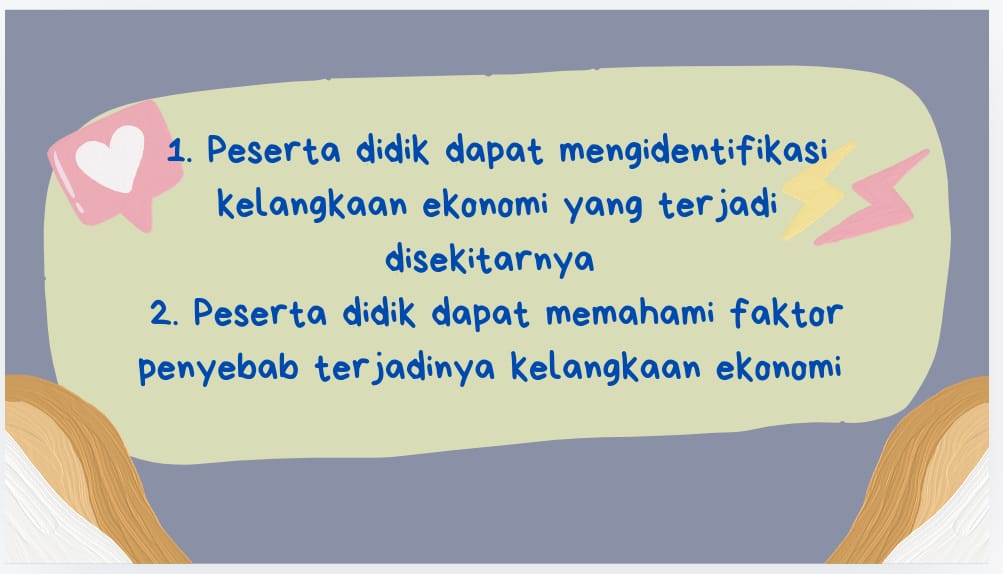 1. Peserta didik dapat mengidentifikasi
kelangkaan ekonomi yang terjadi
disekitarnya
2. Peserta didik dapat memahami faktor
penyebab terjadinya kelangkaan ekonomi